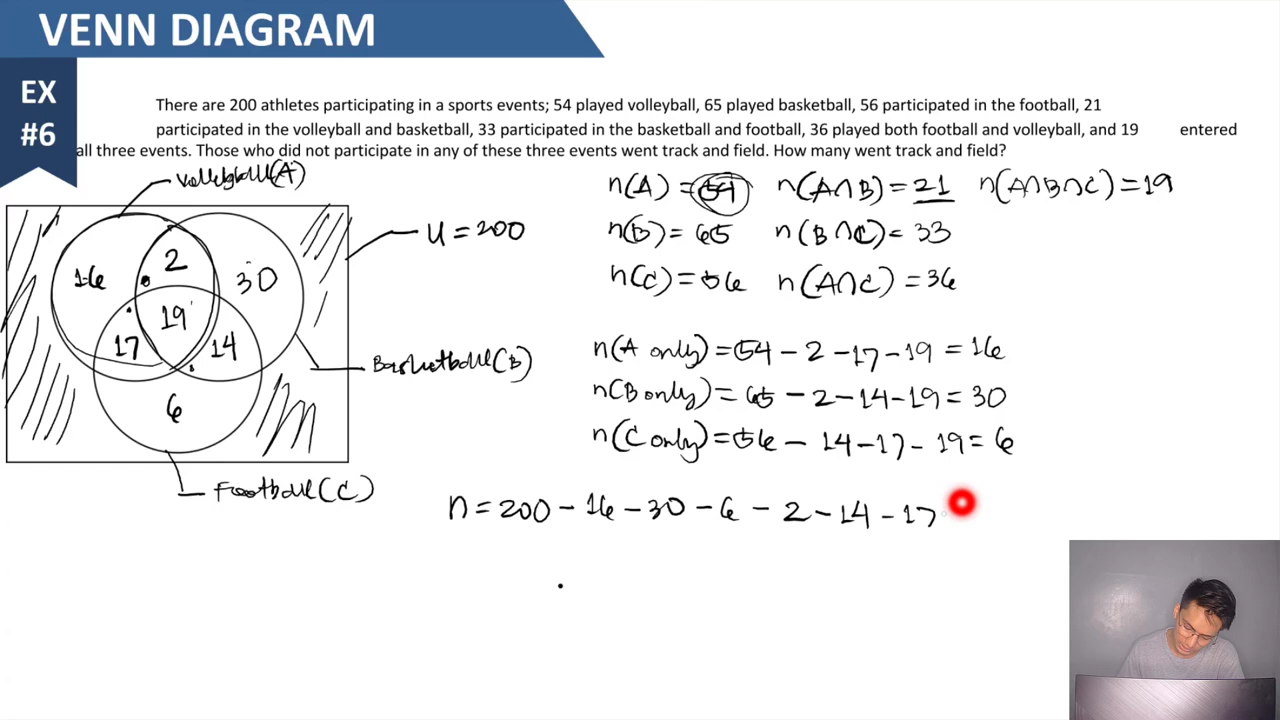 VENN DIAGRAM
EX
#6
There are 200 athletes participating in a sports events; 54 played volleyball, 65 played basketball, 56 participated in the football, 21
participated in the volleyball and basketball, 33 participated in the basketball and football, 36 played both football and volleyball, and 19 entered
all three events. Those who did not participate in any of these three events went track and field. How many went track and field?
Volleyball(A)
U = 200
16
2
30
19
17
14
6
Basketball(B)
Football(C)
n(A) = 54 n(A∩B) = 21 n(A∩B∩C) = 19
n(B) = 65 n(B∩C) = 33
n(C) = 56 n(A∩C) = 36
n(A only) = 54 - 2 - 17 - 19 = 16
n(B only) = 65 - 2 - 14 - 19 = 30
n(C only) = 56 - 14 - 17 - 19 = 6
n = 200 - 16 - 30 - 6 - 2 - 14 - 17